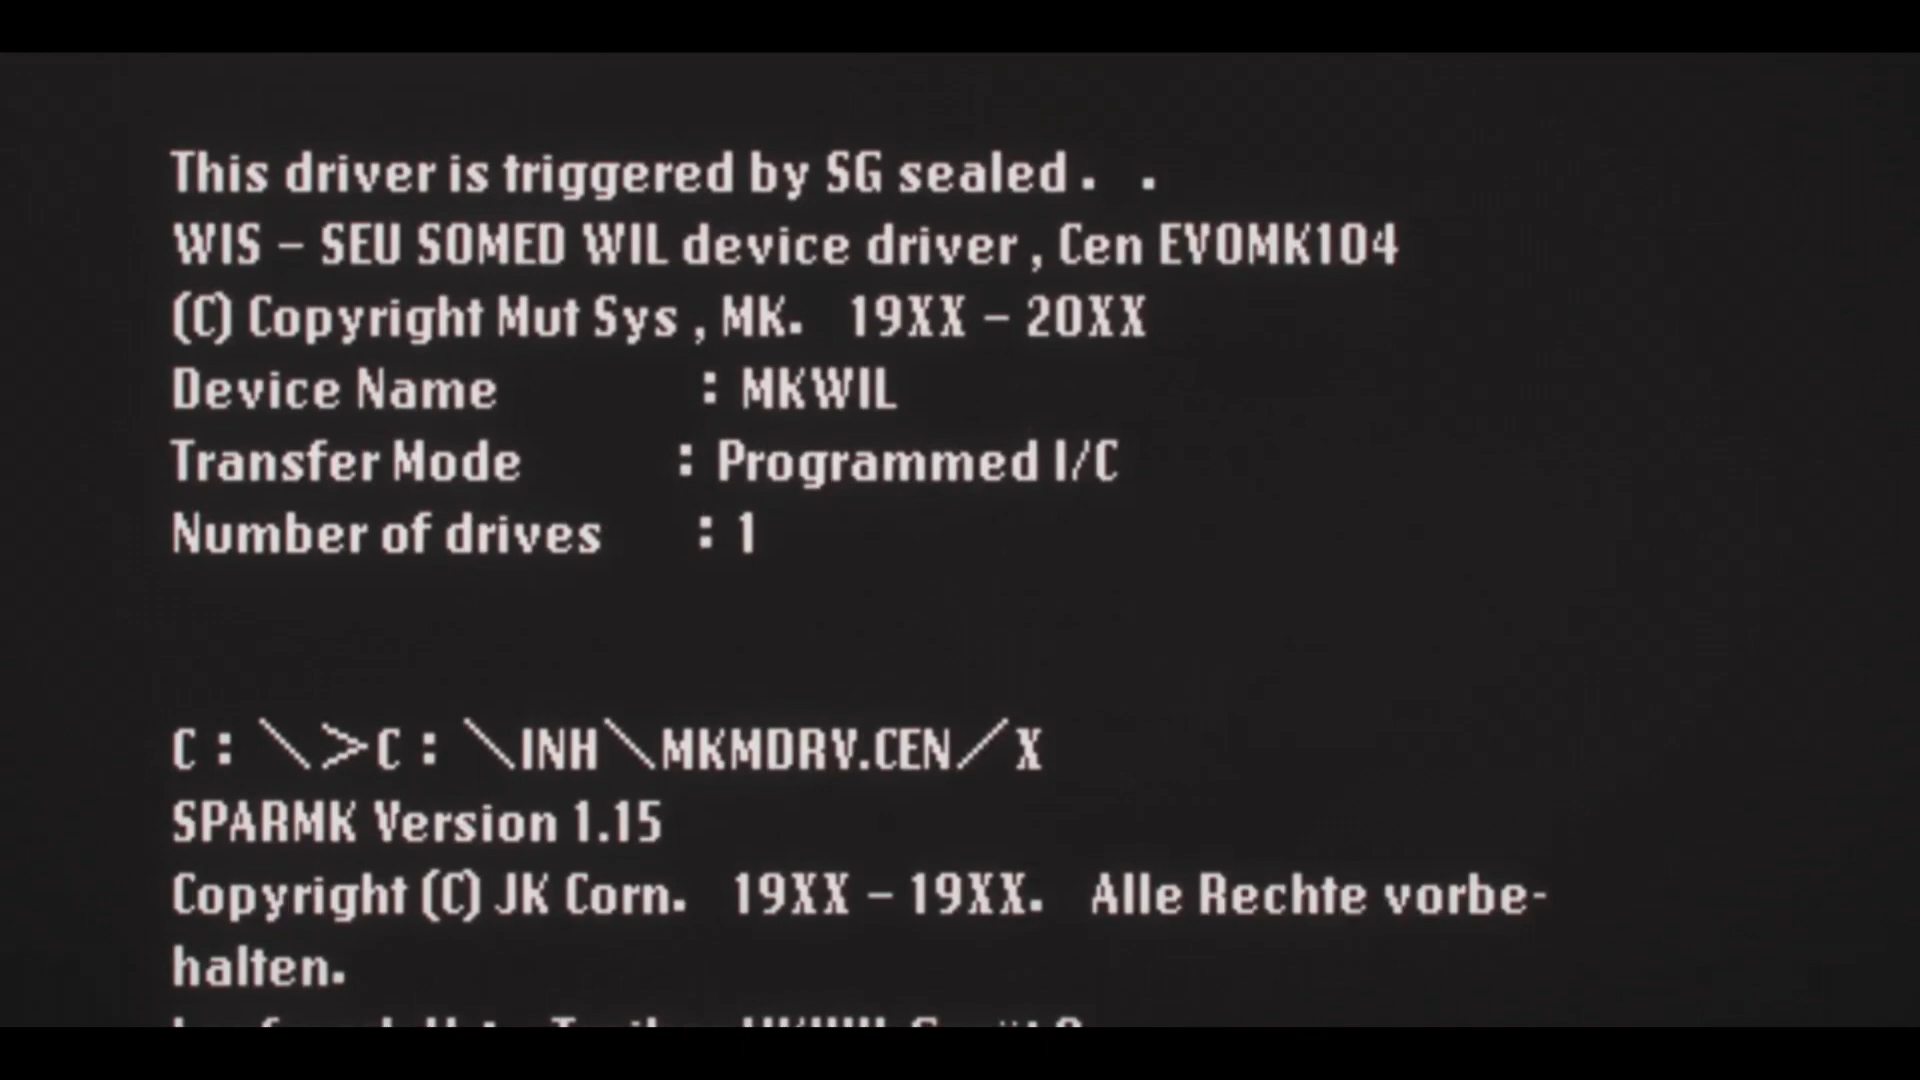 This driver is triggered by SG sealed. .
WIS – SEU SOMED WIL device driver, Cen EVOMK104
(C) Copyright Mut Sys, MK. 19XX – 20XX
Device Name : MKWIL
Transfer Mode : Programmed I/C
Number of drives : 1
C:\>C:\INH\MKMDRV.CEN/X
SPARMK Version 1.15
Copyright (C) JK Corn. 19XX – 19XX. Alle Rechte vorbe-
halten.